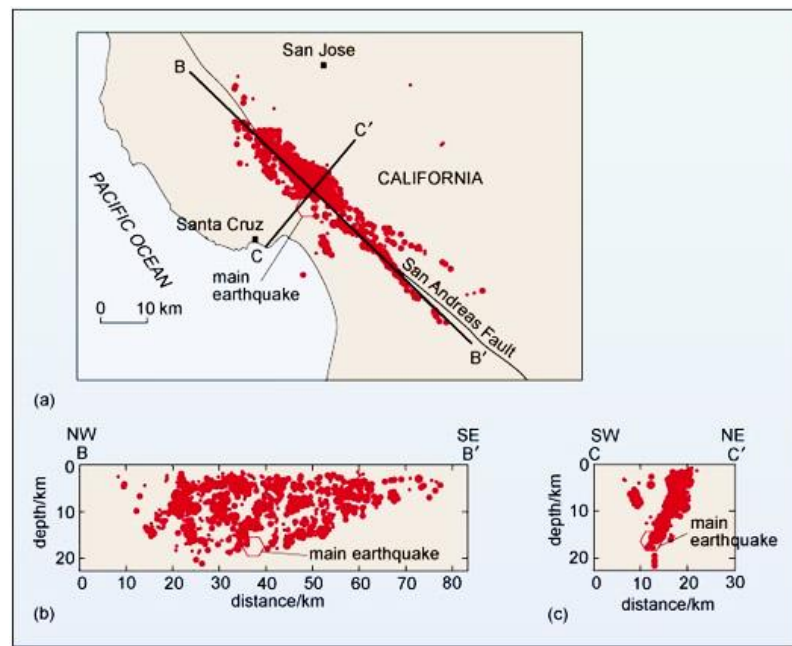 San Jose
B
C′
CALIFORNIA
PACIFIC OCEAN
Santa Cruz
C
main
earthquake
San Andreas Fault
0 10 km
B′
(a)
NW SE
B B′
0
10
20
depth/km
main earthquake
0 10 20 30 40 50 60 70 80
distance/km
(b)
SW NE
C C′
0
10
20
depth/km
main
earthquake
0 10 20 30
distance/km
(c)